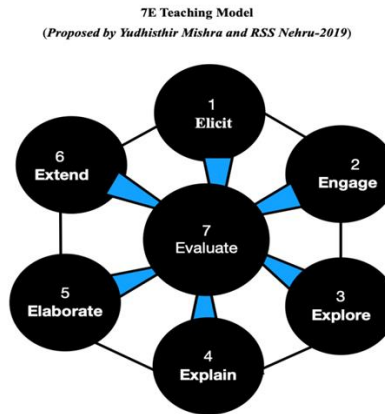 7E Teaching Model
(Proposed by Yudhisthir Mishra and RSS Nehru-2019)
1
Elicit
2
Engage
3
Explore
4
Explain
5
Elaborate
6
Extend
7
Evaluate